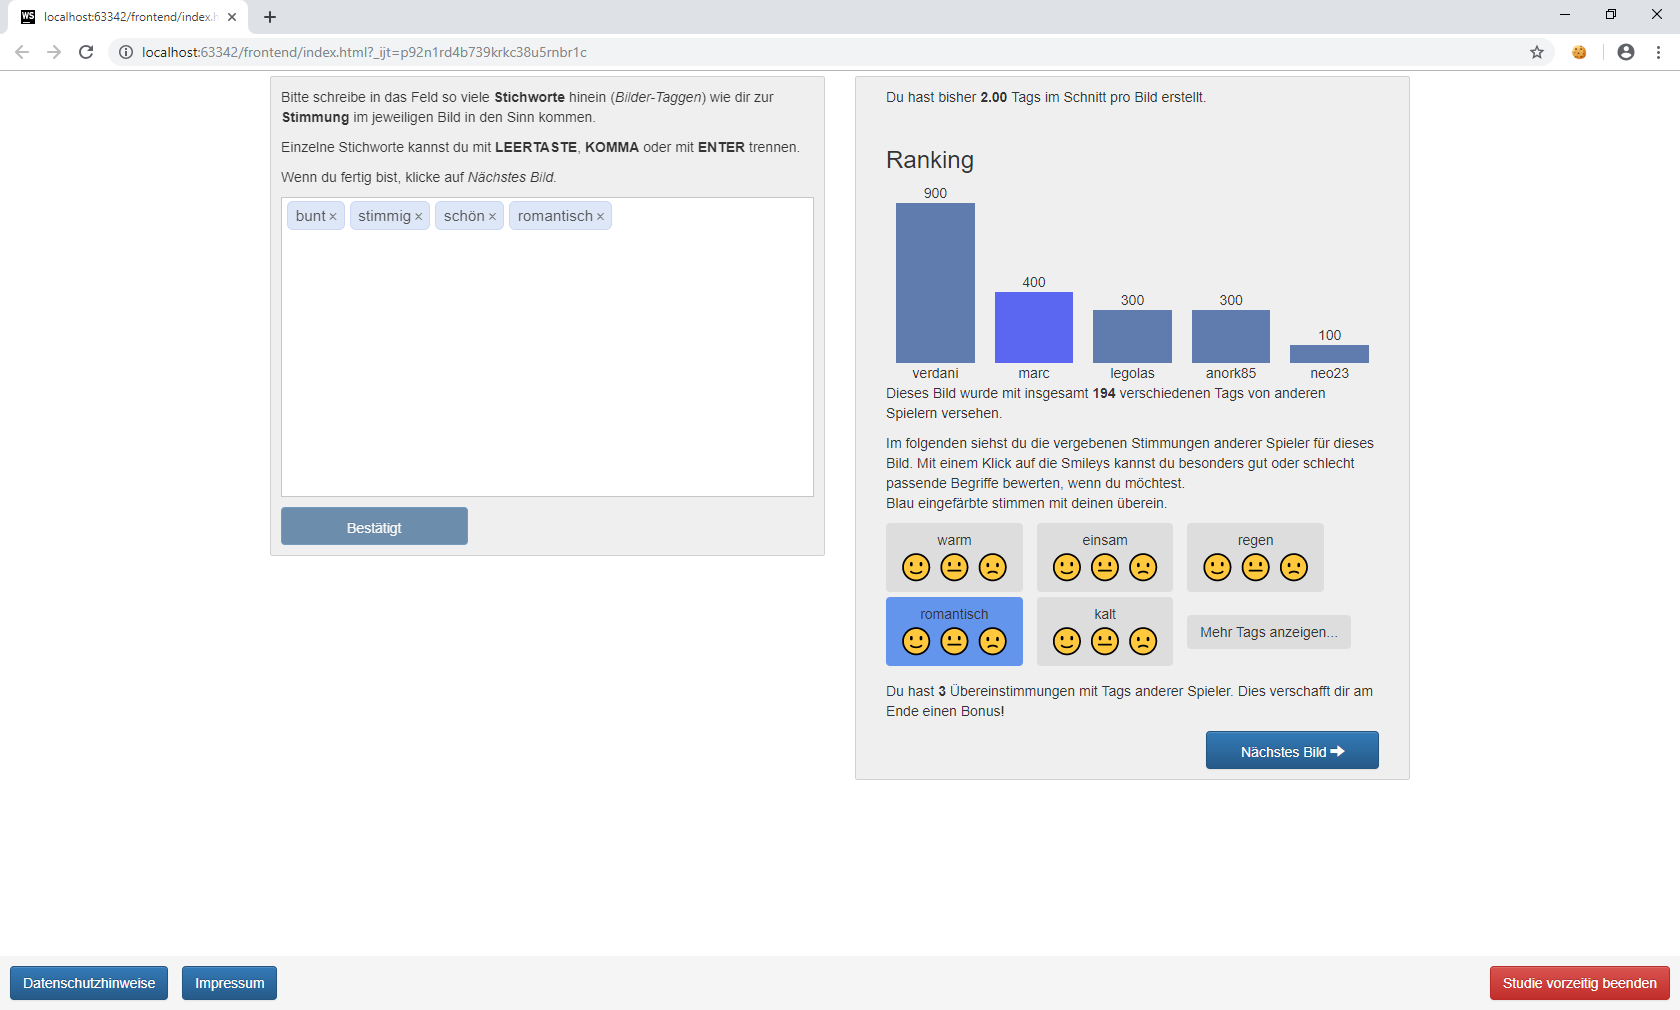 localhost:63342/frontend/index.h
localhost:63342/frontend/index.html?_ijt=p92n1rd4b739krkc38u5rnbr1c
Bitte schreibe in das Feld so viele Stichworte hinein (Bilder-Taggen) wie dir zur
Stimmung im jeweiligen Bild in den Sinn kommen.
Einzelne Stichworte kannst du mit LEERTASTE, KOMMA oder mit ENTER trennen.
Wenn du fertig bist, klicke auf Nächstes Bild.
bunt× stimmig× schön× romantisch×
Bestätigt
Du hast bisher 2.00 Tags im Schnitt pro Bild erstellt.
Ranking
900
400
300 300
100
verdani marc legolas anork85 neo23
Dieses Bild wurde mit insgesamt 194 verschiedenen Tags von anderen
Spielern versehen.
Im folgenden siehst du die vergebenen Stimmungen anderer Spieler für dieses
Bild. Mit einem Klick auf die Smileys kannst du besonders gut oder schlecht
passende Begriffe bewerten, wenn du möchtest.
Blau eingefärbte stimmen mit deinen überein.
warm einsam regen
romantisch kalt
Mehr Tags anzeigen...
Du hast 3 Übereinstimmungen mit Tags anderer Spieler. Dies verschafft dir am
Ende einen Bonus!
Nächstes Bild
Datenschutzhinweise Impressum Studie vorzeitig beenden